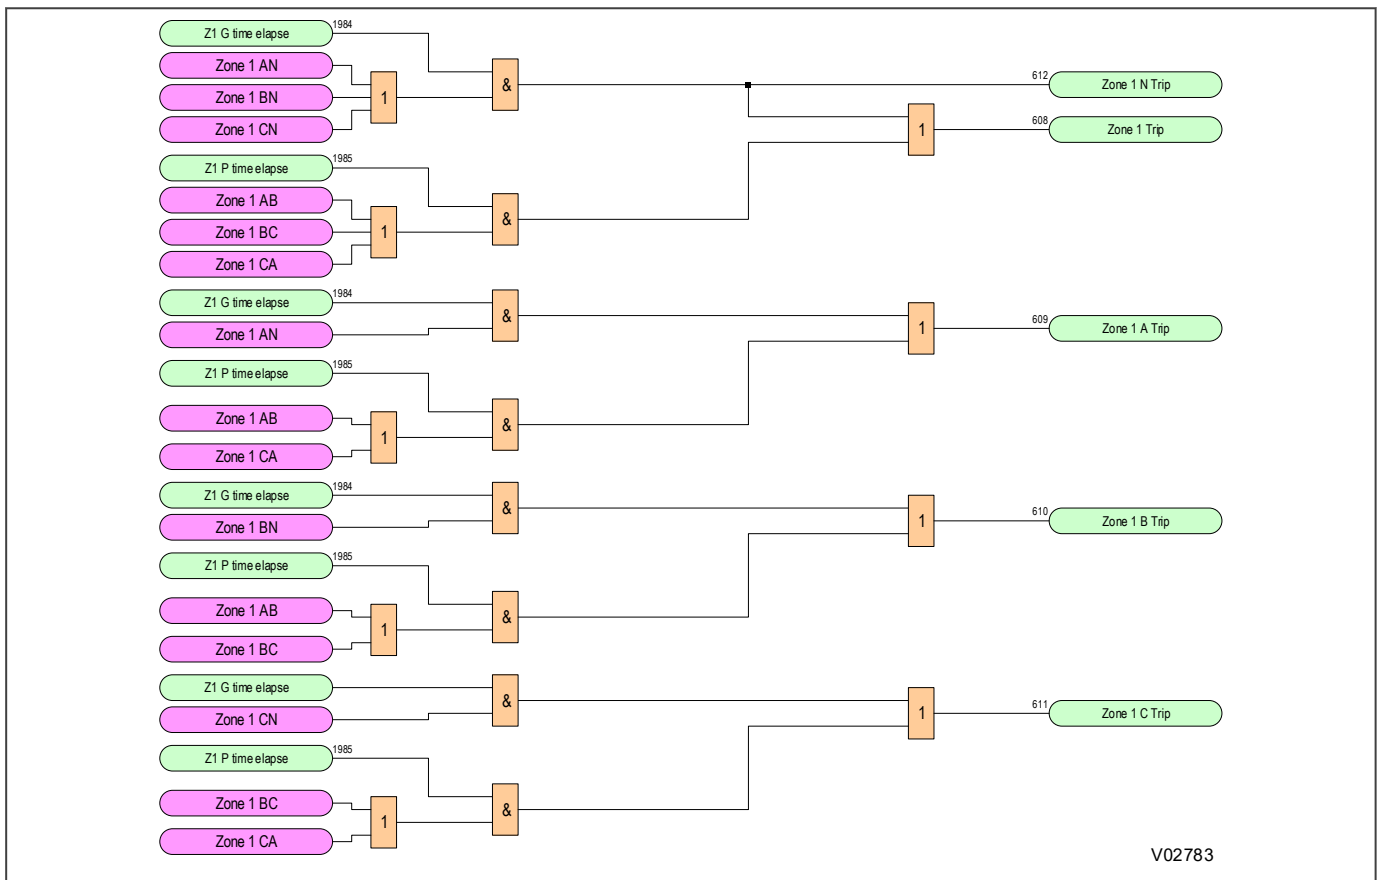 Z1 G time elapse 1984
Zone 1 AN
Zone 1 BN
Zone 1 CN
1
&
612 Zone 1 N Trip
1
608 Zone 1 Trip
Z1 P time elapse 1985
Zone 1 AB
Zone 1 BC
Zone 1 CA
1
&
Z1 G time elapse 1984
Zone 1 AN
&
1
609 Zone 1 A Trip
Z1 P time elapse 1985
Zone 1 AB
Zone 1 CA
1
&
Z1 G time elapse 1984
Zone 1 BN
&
1
610 Zone 1 B Trip
Z1 P time elapse 1985
Zone 1 AB
Zone 1 BC
1
&
Z1 G time elapse
Zone 1 CN
&
1
611 Zone 1 C Trip
Z1 P time elapse 1985
Zone 1 BC
Zone 1 CA
1
&
V02783